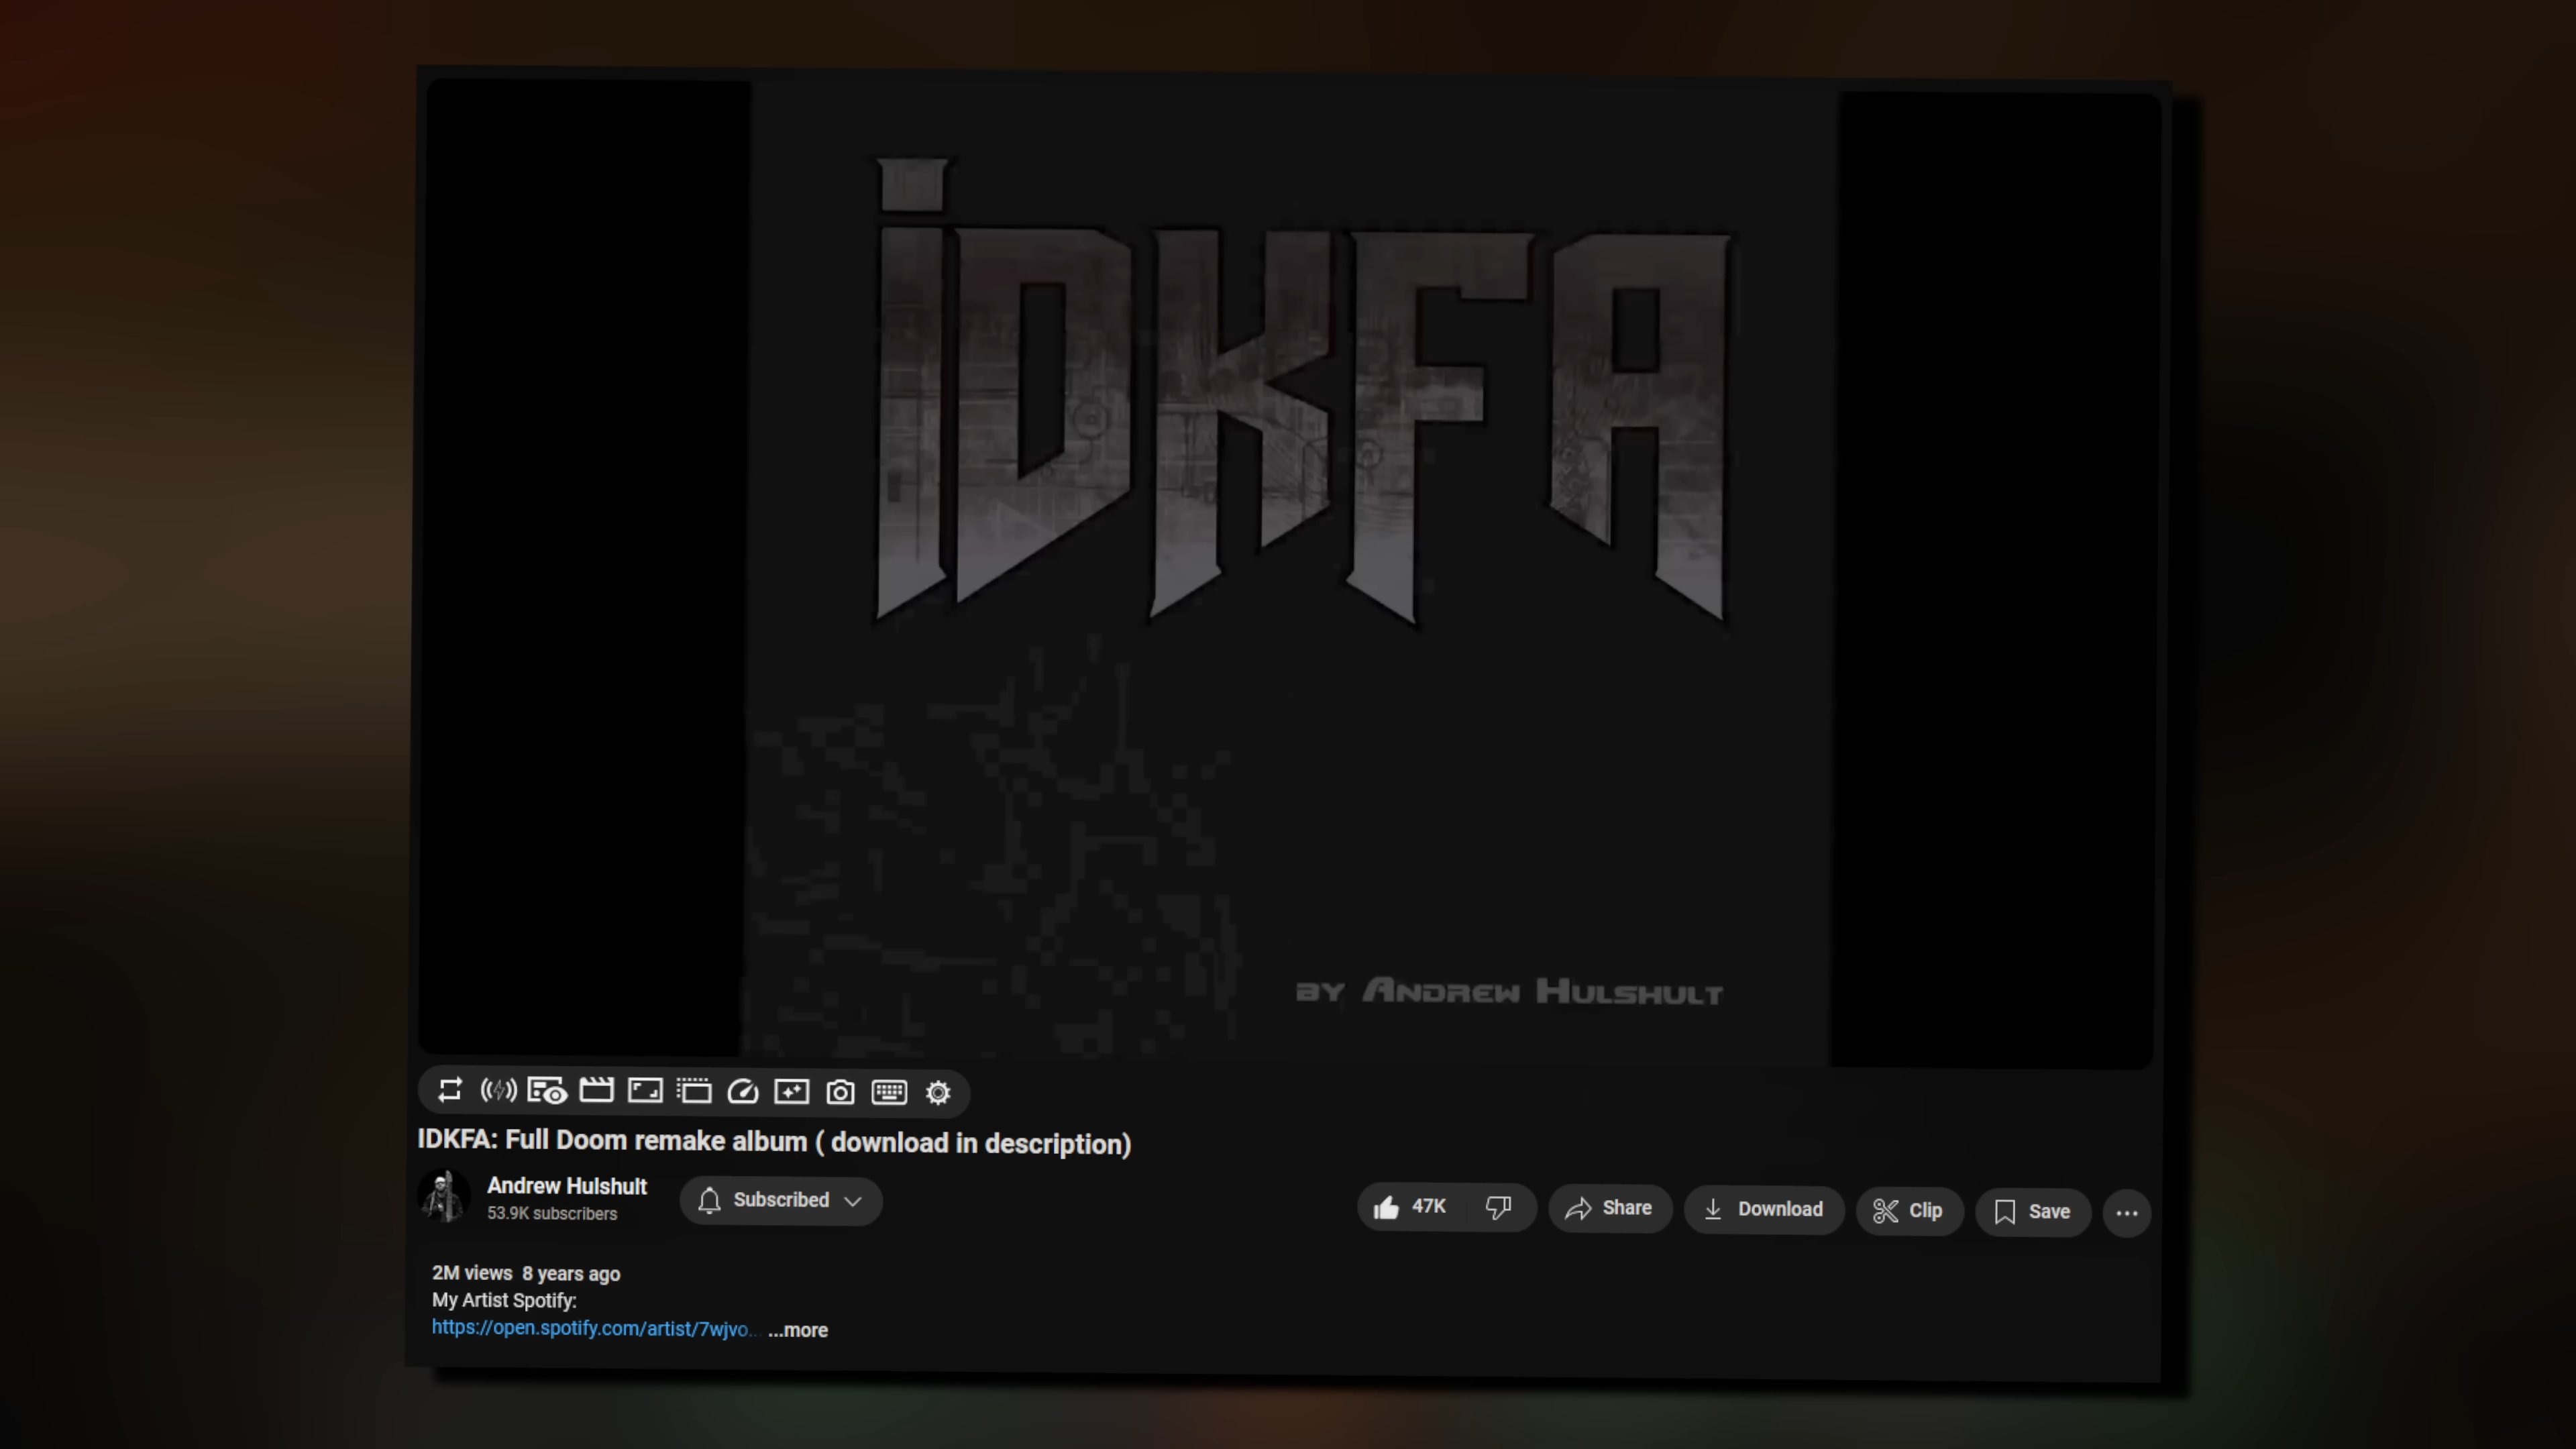 iDKFA
BY ANDREW HULSHULT
IDKFA: Full Doom remake album ( download in description)
Andrew Hulshult
53.9K subscribers
Subscribed
47K
Share
Download
Clip
Save
2M views 8 years ago
My Artist Spotify:
https://open.spotify.com/artist/7wjvo... ...more